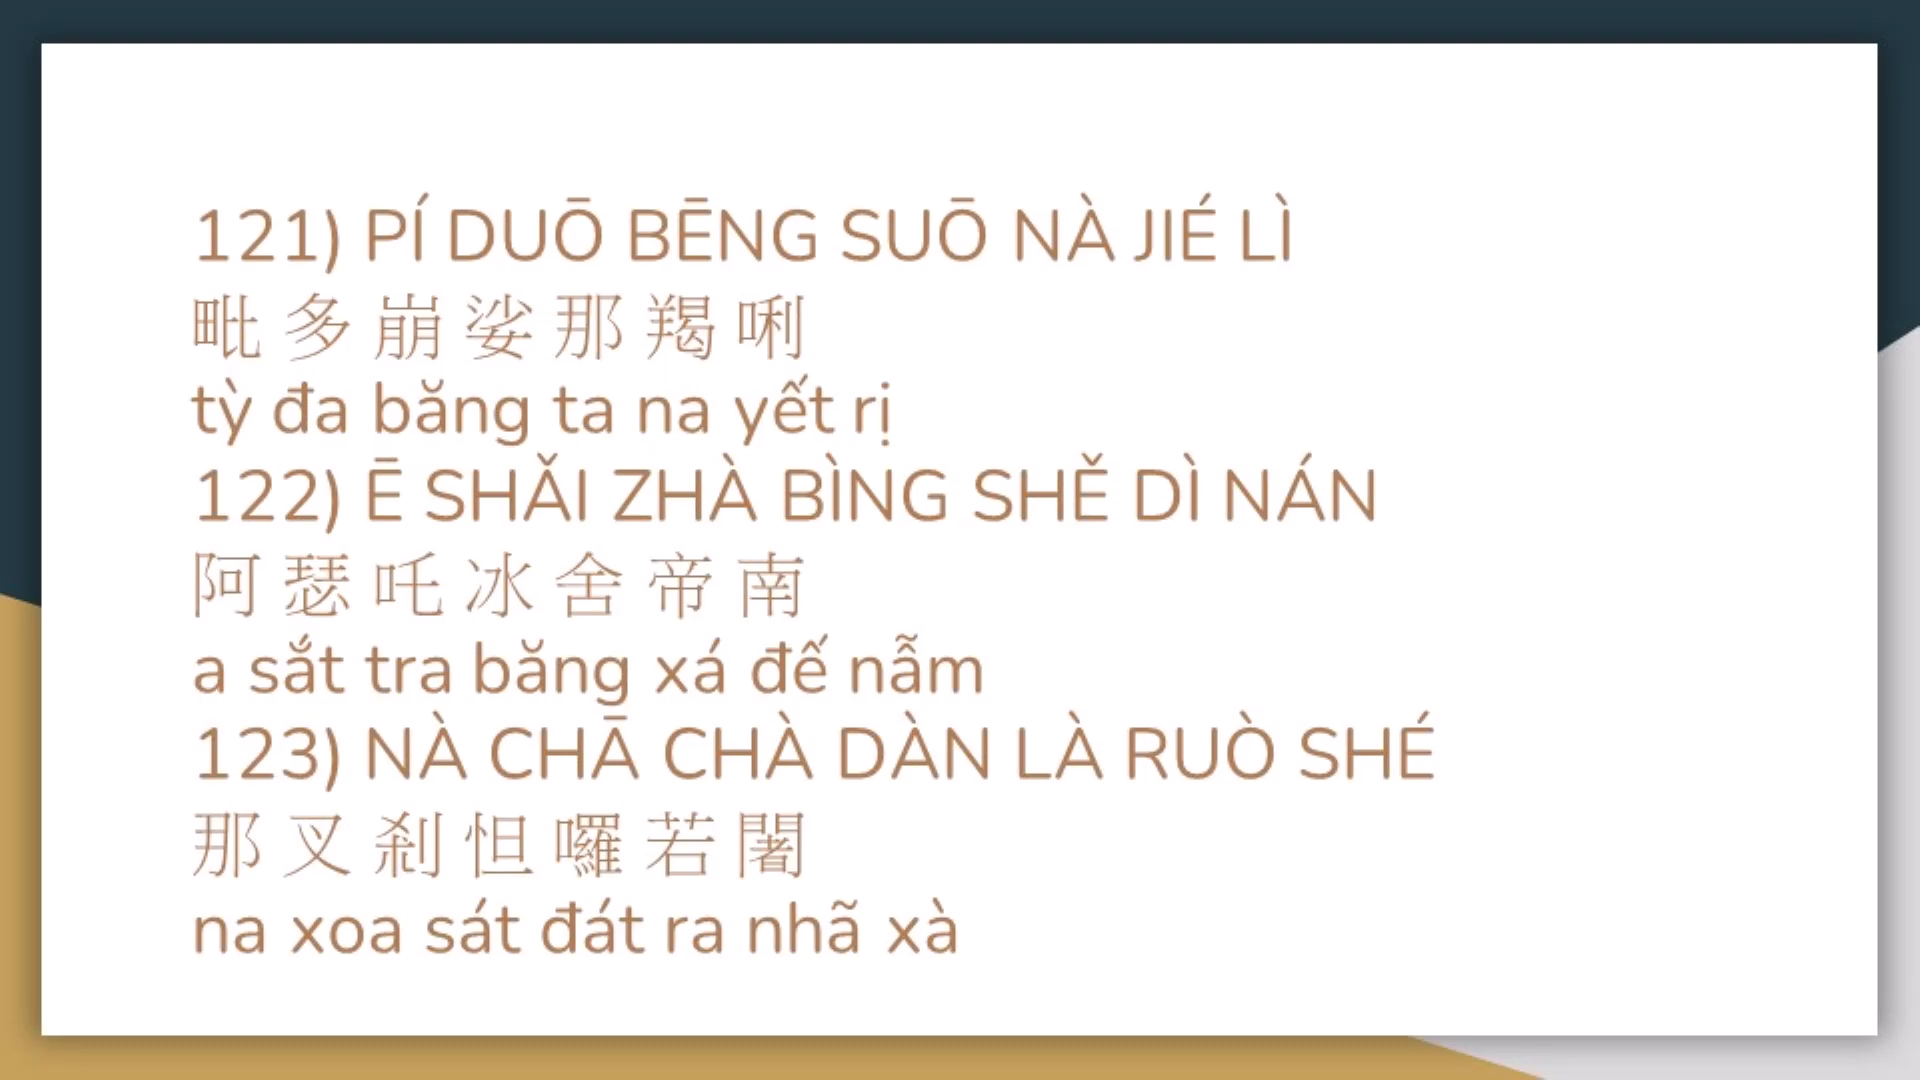 121) PÍ DUŌ BĒNG SUŌ NÀ JIÉ LÌ
毗 多 崩 娑 那 羯 唎
tỳ đa băng ta na yết rị
122) Ē SHǍI ZHÀ BÌNG SHĚ DÌ NÁN
阿 瑟 吒 冰 舍 帝 南
a sắt tra băng xá đế nẫm
123) NÀ CHĀ CHÀ DÀN LÀ RUÒ SHÉ
那 叉 剎 怛 囉 若 闍
na xoa sát đát ra nhã xà